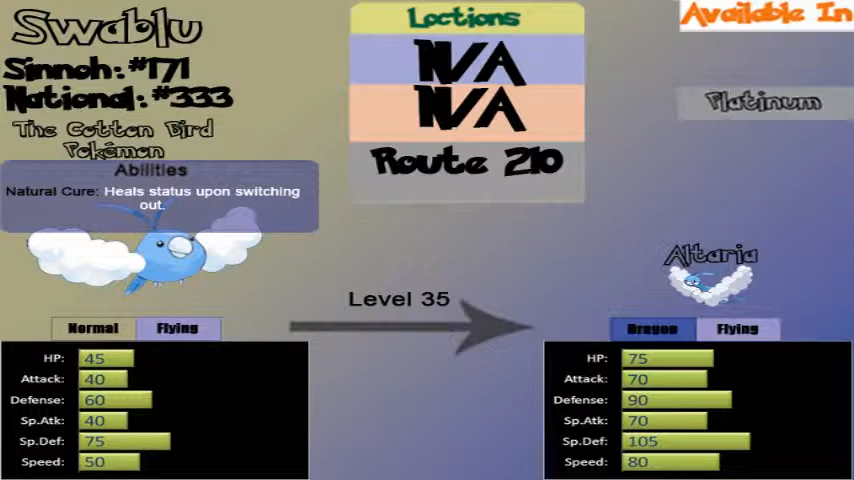 Swablu
Sinnoh: #171
National: #333
The Cotton Bird
Pokémon
Abilities
Natural Cure: Heals status upon switching
out.
Loctions
N/A
N/A
Route 210
Available In
Platinum
Level 35
Altaria
Normal
Flying
HP: 45
Attack: 40
Defense: 60
Sp.Atk: 40
Sp.Def: 75
Speed: 50
Dragon
Flying
HP: 75
Attack: 70
Defense: 90
Sp.Atk: 70
Sp.Def: 105
Speed: 80